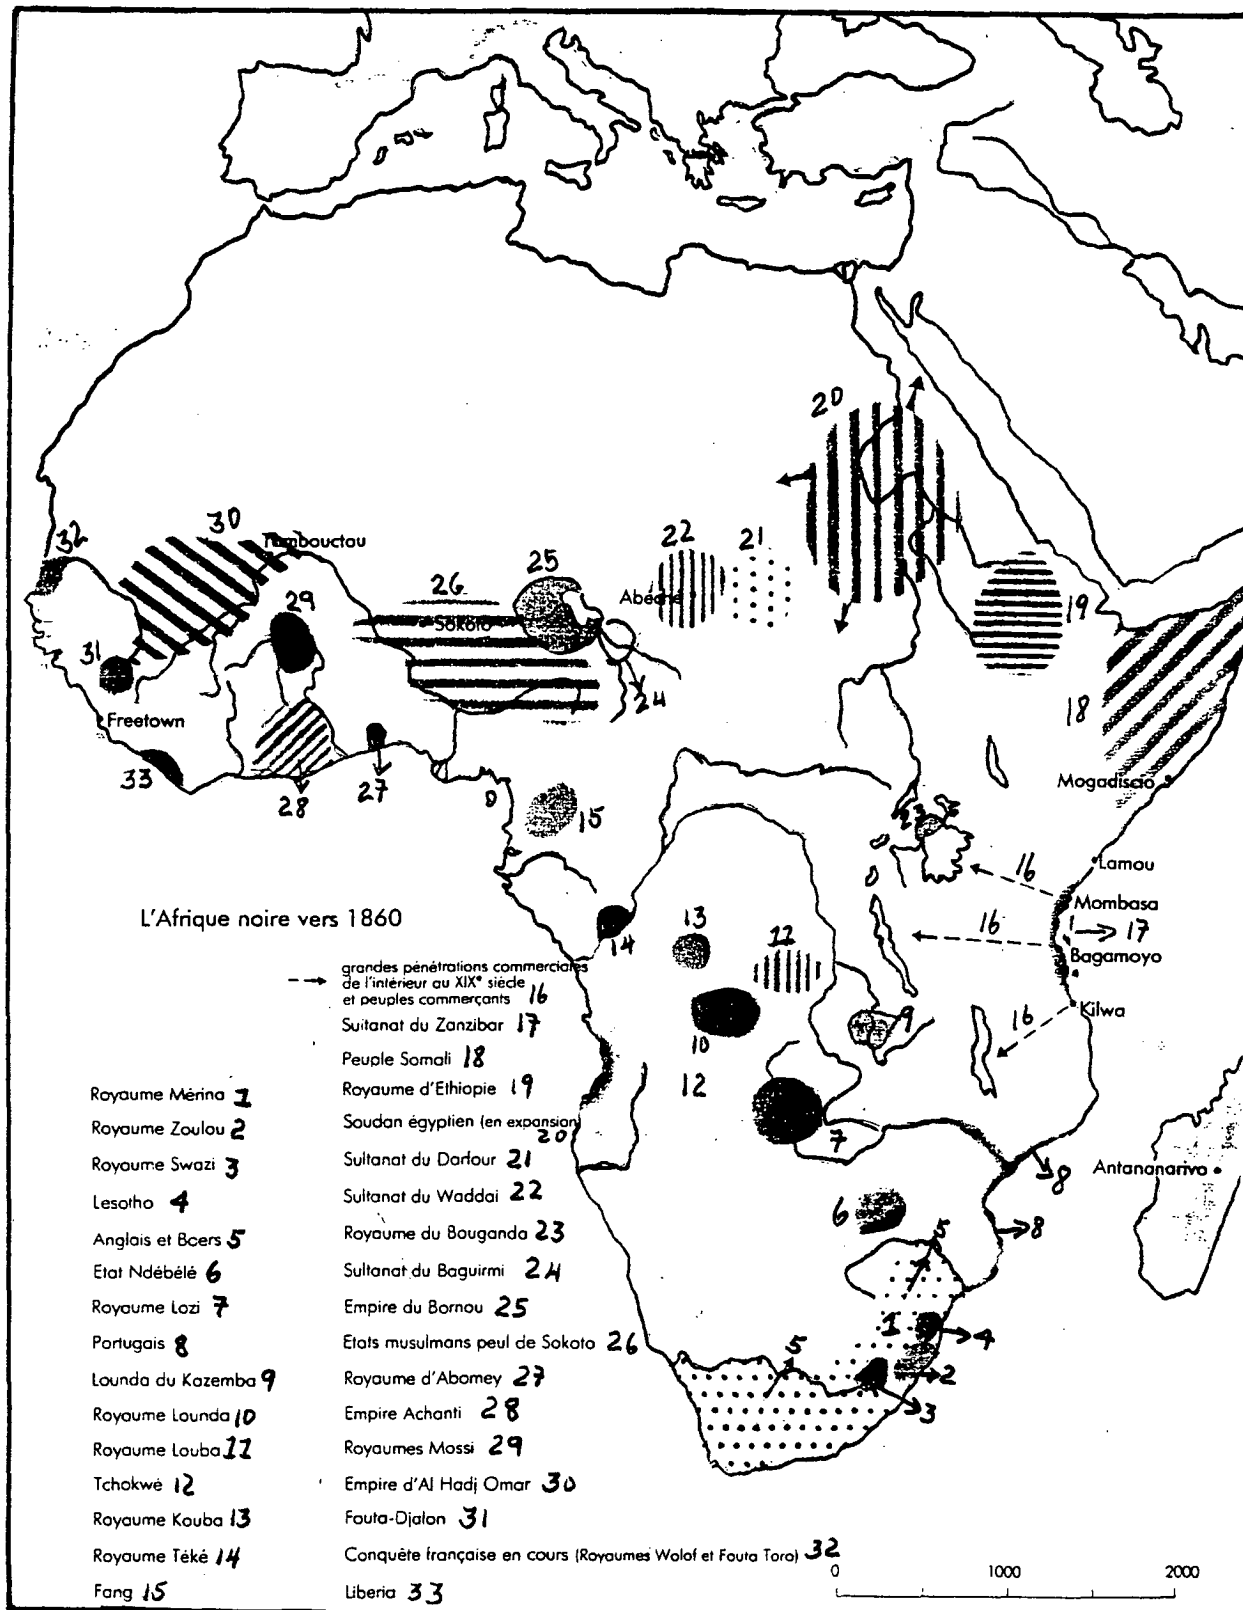 20
32
30
Tombouctou
22
21
25
26
29
Abéché
Sokoto
19
31
24
Freetown
18
33
28
27
Mogadiscio
15
23
Lamou
16
L'Afrique noire vers 1860
Mombasa
14
13
11
16
17
Bagamoyo
grandes pénétrations commerciales
de l'intérieur au XIXe siècle
et peuples commerçants 16
10
9
16
Kilwa
Sultanat du Zanzibar 17
Peuple Somali 18
12
Royaume Mérina 1
Royaume d'Ethiopie 19
Royaume Zoulou 2
Soudan égyptien (en expansion)
20
7
Royaume Swazi 3
Sultanat du Darfour 21
8
Antananarivo
Lesotho 4
Sultanat du Waddai 22
6
5
8
Anglais et Boers 5
Royaume du Bouganda 23
Etat Ndébélé 6
Sultanat du Baguirmi 24
Royaume Lozi 7
Empire du Bornou 25
1
4
Portugais 8
Etats musulmans peul de Sokoto 26
5
2
Lounda du Kazemba 9
Royaume d'Abomey 27
3
Royaume Lounda 10
Empire Achanti 28
Royaume Louba 11
Royaumes Mossi 29
Tchokwé 12
Empire d'Al Hadj Omar 30
Royaume Kouba 13
Fouta-Djalon 31
Royaume Téké 14
Conquête française en cours (Royaumes Wolof et Fouta Toro) 32
Fang 15
Liberia 33
0 1000 2000